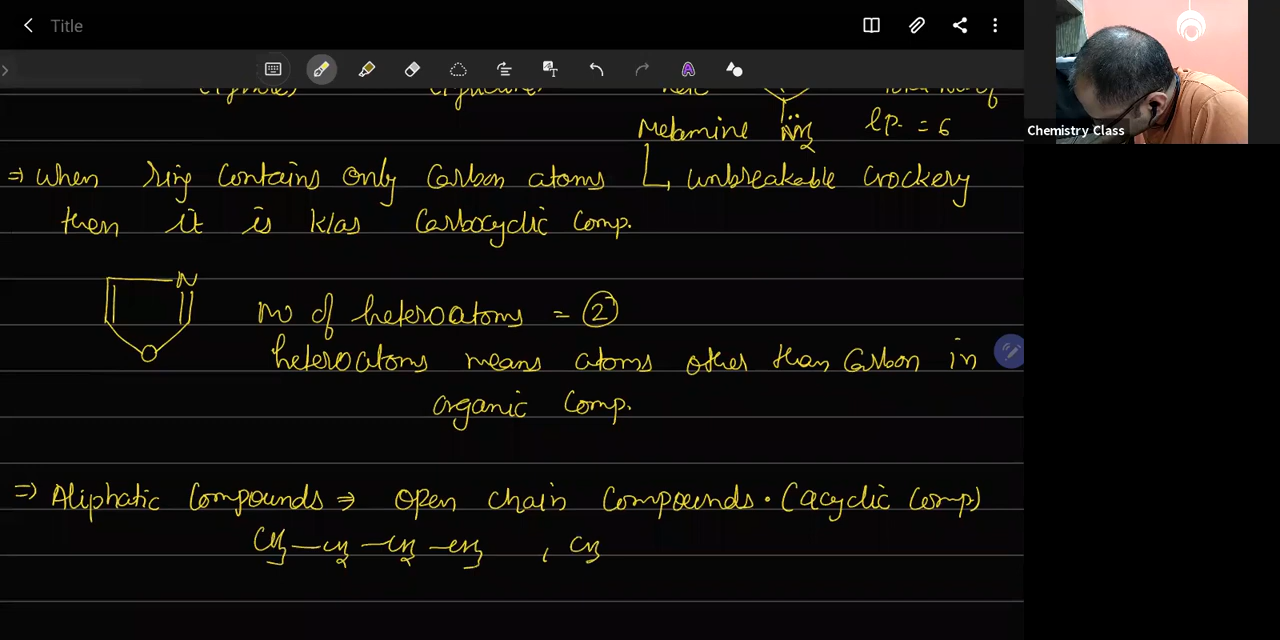 Title
Chemistry Class
Melamine NH2 lp. = 6
⇒ When ring contains only Carbon atoms ↳ unbreakable crockery
then it is k/as Carbocyclic Comp.
N
O
no of heteroatoms = 2
heteroatoms means atoms other than Carbon in
organic Comp.
⇒ Aliphatic Compounds ⇒ open chain Compounds. (acyclic Comp)
CH3—CH2—CH2—CH3 , CH3